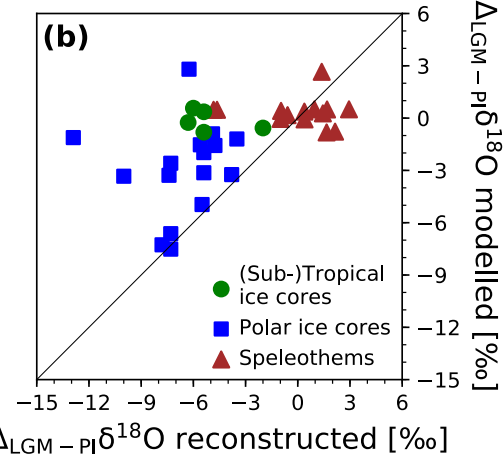 (b)
6
3
0
−3
−6
−9
−12
−15
Δ_LGM − PI δ¹⁸O modelled [‰]
(Sub-)Tropical
ice cores
Polar ice cores
Speleothems
−15 −12 −9 −6 −3 0 3 6
Δ_LGM − PI δ¹⁸O reconstructed [‰]